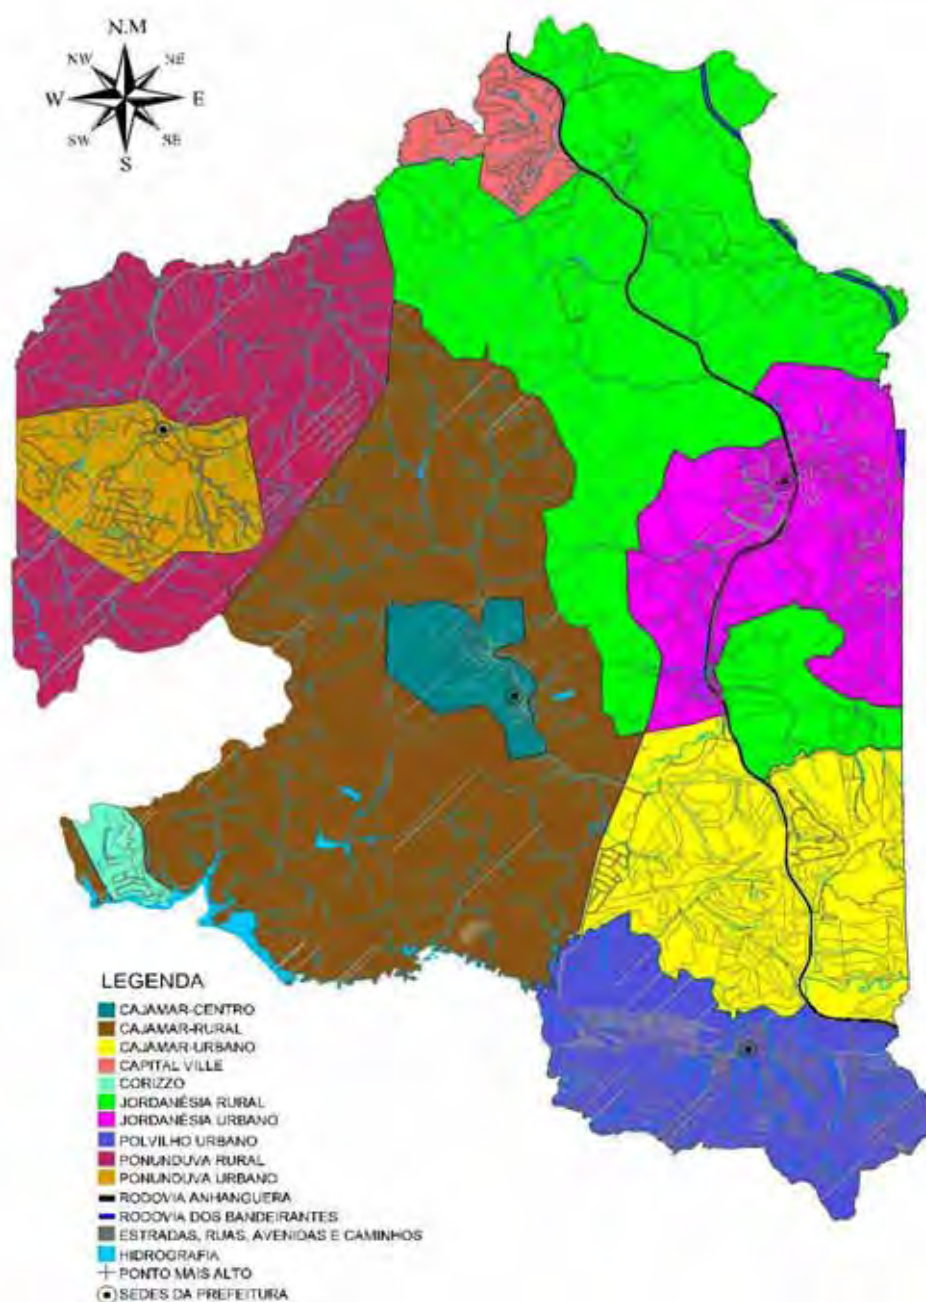 N.M
NW NE
W E
SW SE
S
LEGENDA
CAJAMAR-CENTRO
CAJAMAR-RURAL
CAJAMAR-URBANO
CAPITAL VILLE
CORIZZO
JORDANÉSIA RURAL
JORDANÉSIA URBANO
POLVILHO URBANO
PONUNDUVA RURAL
PONUNDUVA URBANO
RODOVIA ANHANGUERA
RODOVIA DOS BANDEIRANTES
ESTRADAS, RUAS, AVENIDAS E CAMINHOS
HIDROGRAFIA
PONTO MAIS ALTO
SEDES DA PREFEITURA